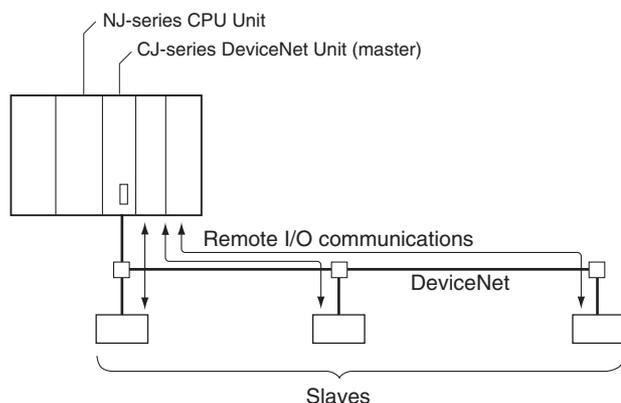 NJ-series CPU Unit
CJ-series DeviceNet Unit (master)
Remote I/O communications
DeviceNet
Slaves